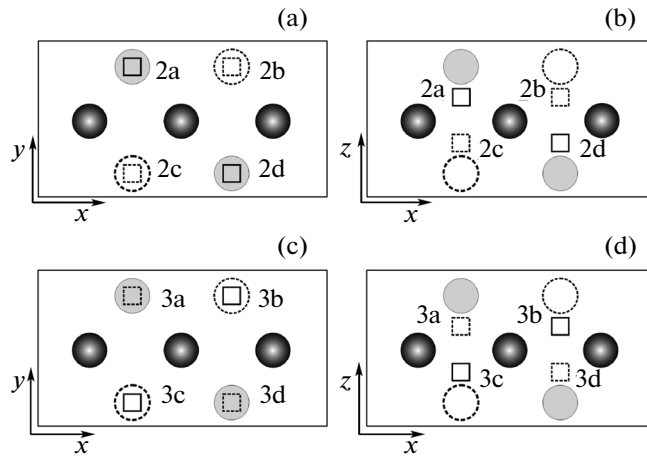 (a) (b)
2a 2b 2a 2b
y z
2c 2d 2c 2d
x x
(c) (d)
3a 3b 3a 3b
y z
3c 3d 3c 3d
x x